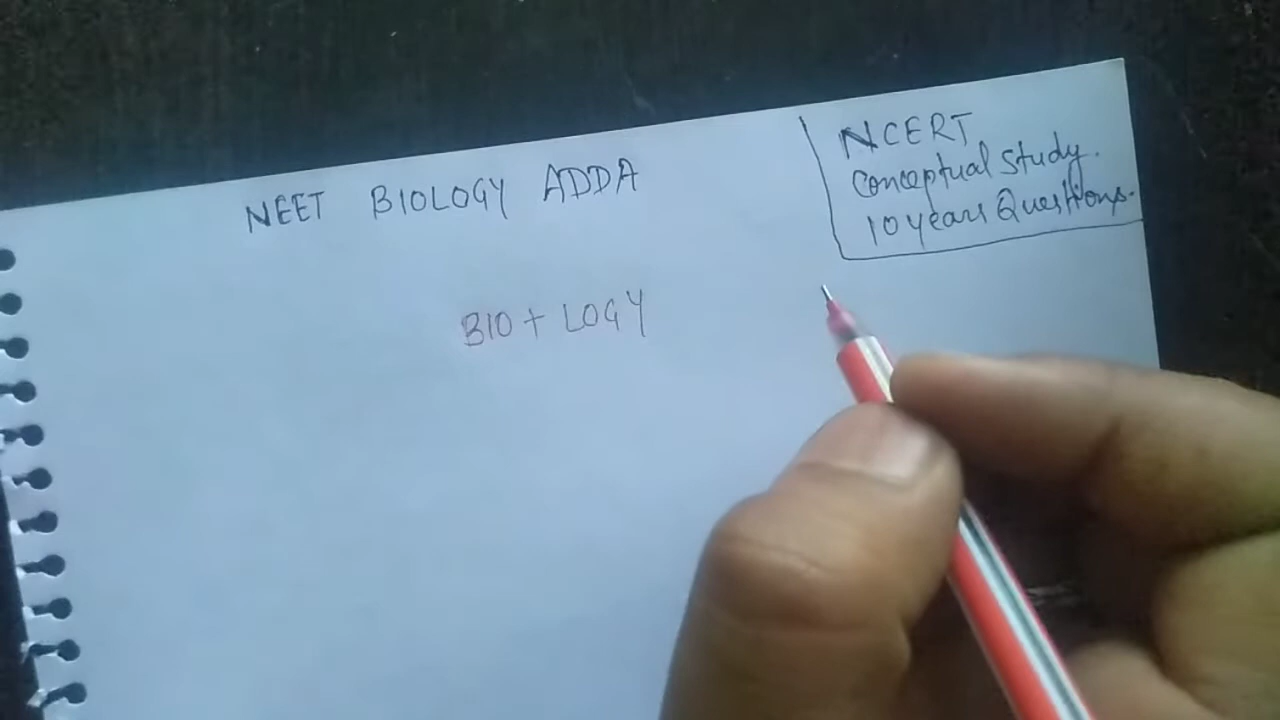 NEET BIOLOGY ADDA
NCERT
Conceptual Study.
10 years Questions.
BIO + LOGY